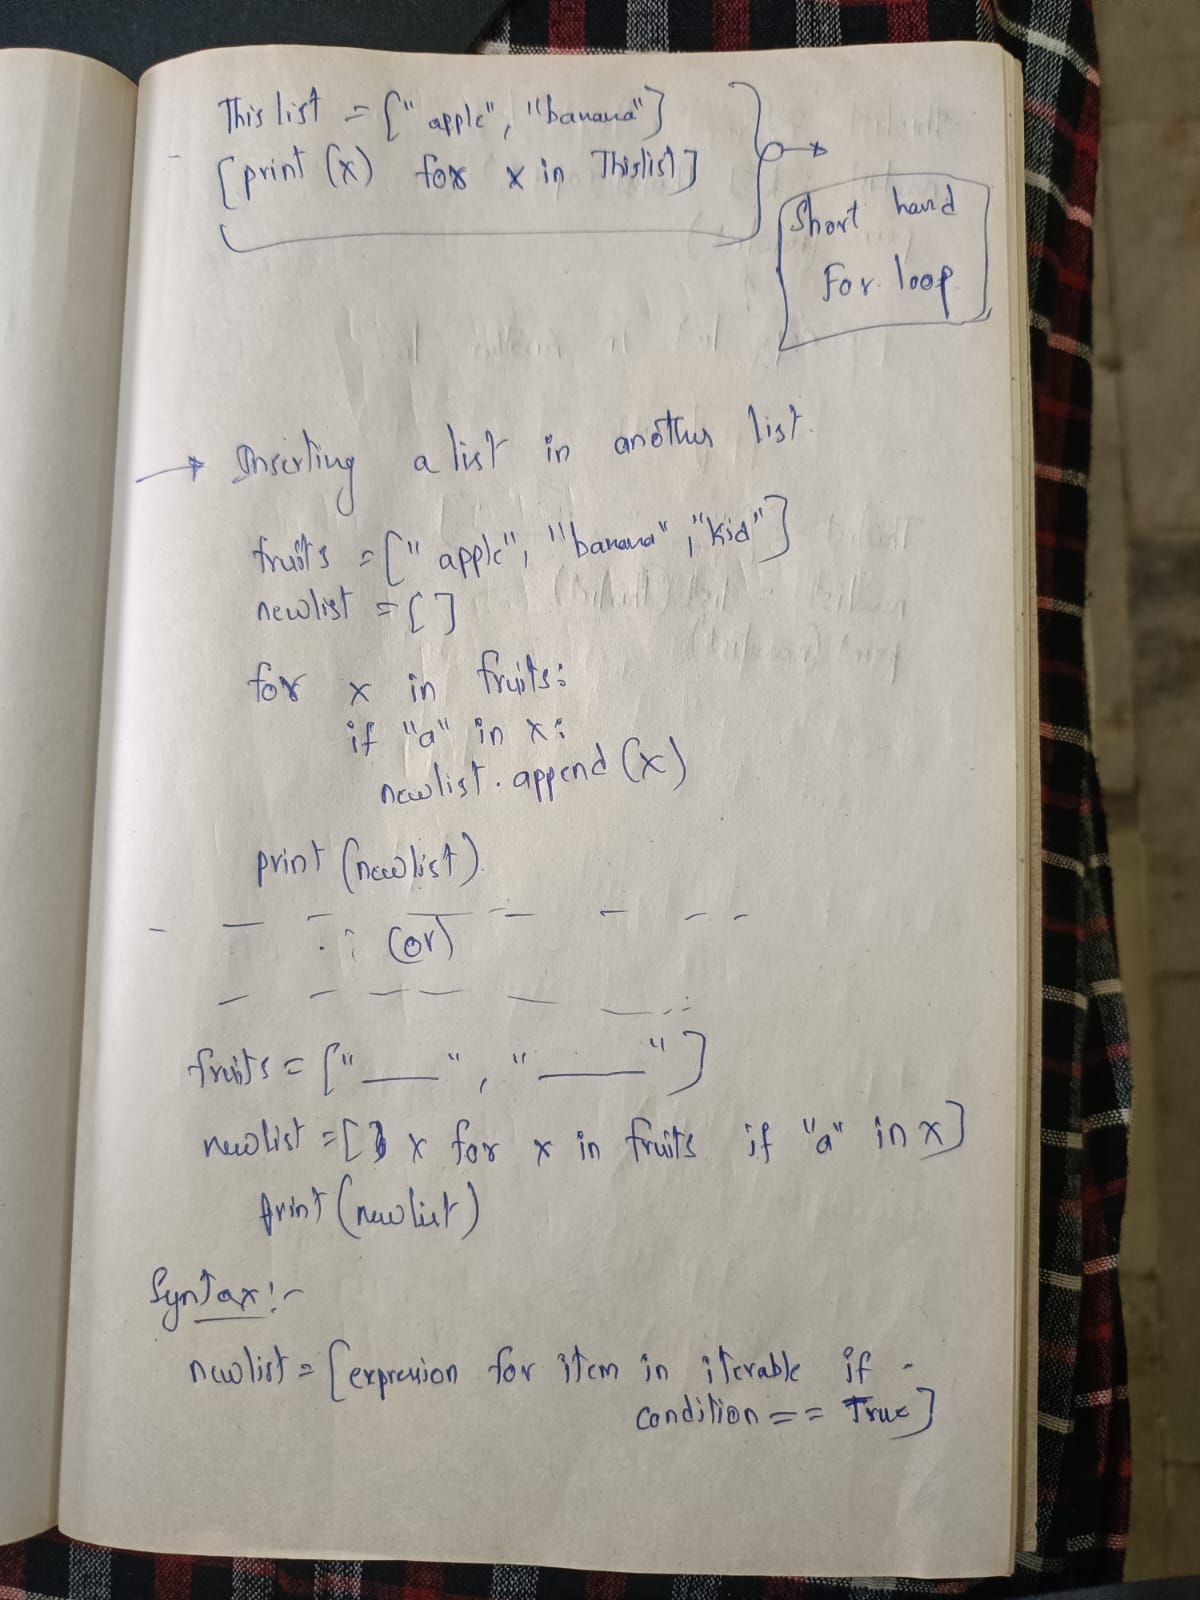 This list = ["apple", "banana"]
[print (x) for x in Thislist]
Short hand
For loop
→ Inserting a list in another list.
fruits = ["apple", "banana", "kid"]
newlist = []
for x in fruits:
if "a" in x:
newlist.append(x)
print (newlist)
(or)
fruits = ["___", "___"]
newlist = [ x for x in fruits if "a" in x]
print (newlist)
Syntax:-
newlist = [expression for item in iterable if
condition == True]